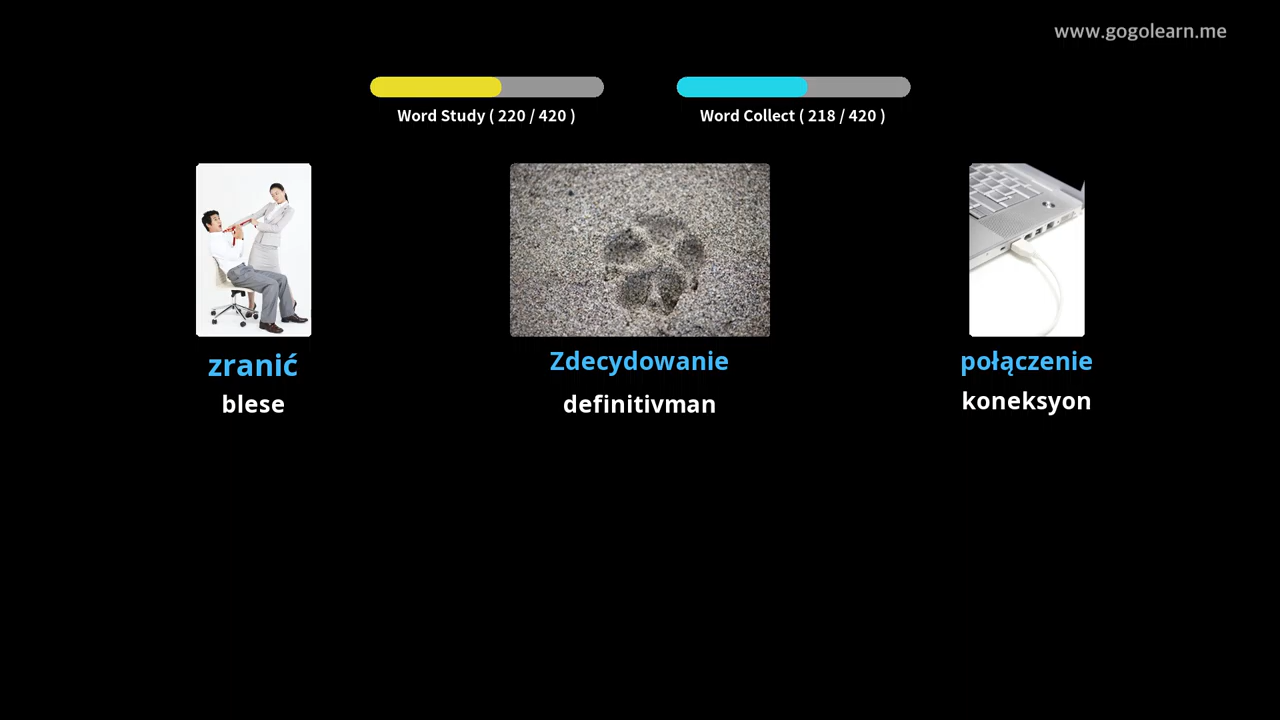 www.gogolearn.me
Word Study ( 220 / 420 )
Word Collect ( 218 / 420 )
zranić
blese
Zdecydowanie
definitivman
połączenie
koneksyon